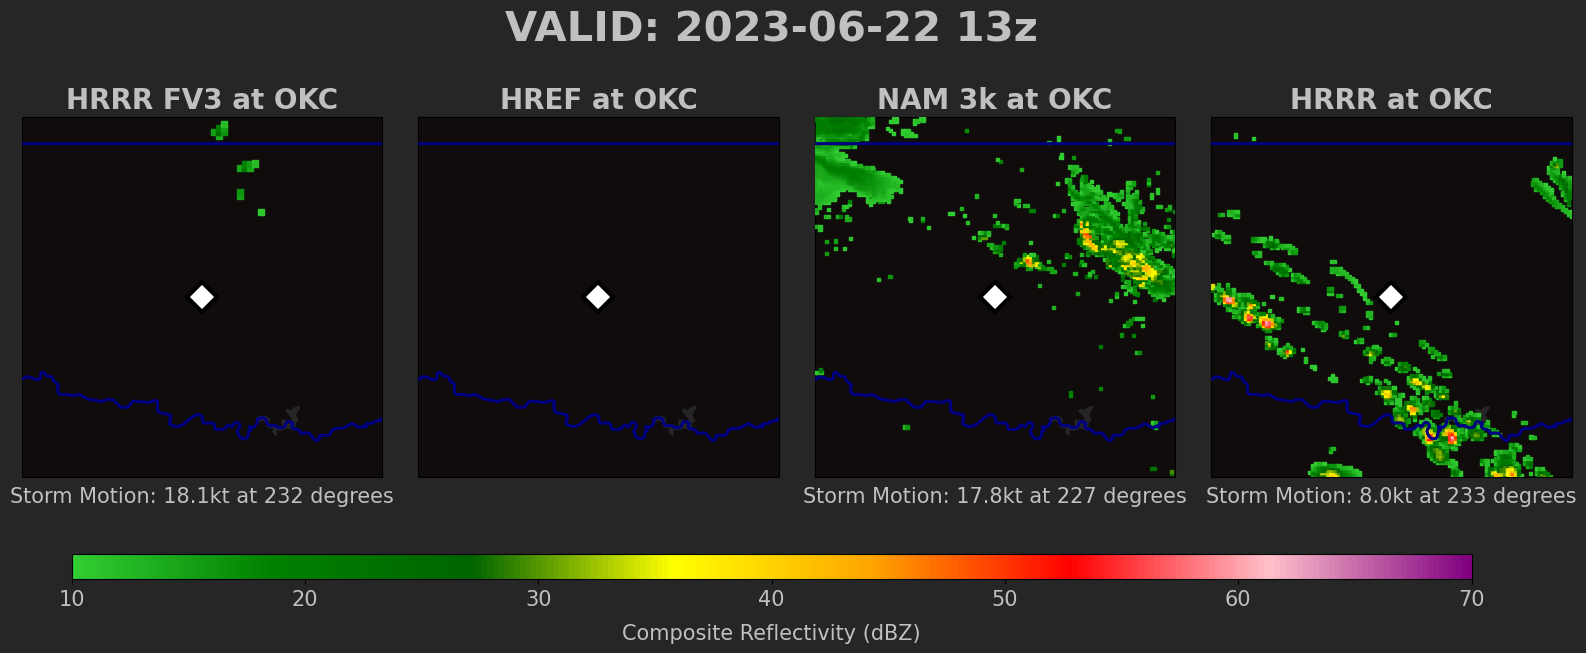 VALID: 2023-06-22 13z
HRRR FV3 at OKC
HREF at OKC
NAM 3k at OKC
HRRR at OKC
Storm Motion: 18.1kt at 232 degrees
Storm Motion: 17.8kt at 227 degrees
Storm Motion: 8.0kt at 233 degrees
10 20 30 40 50 60 70
Composite Reflectivity (dBZ)